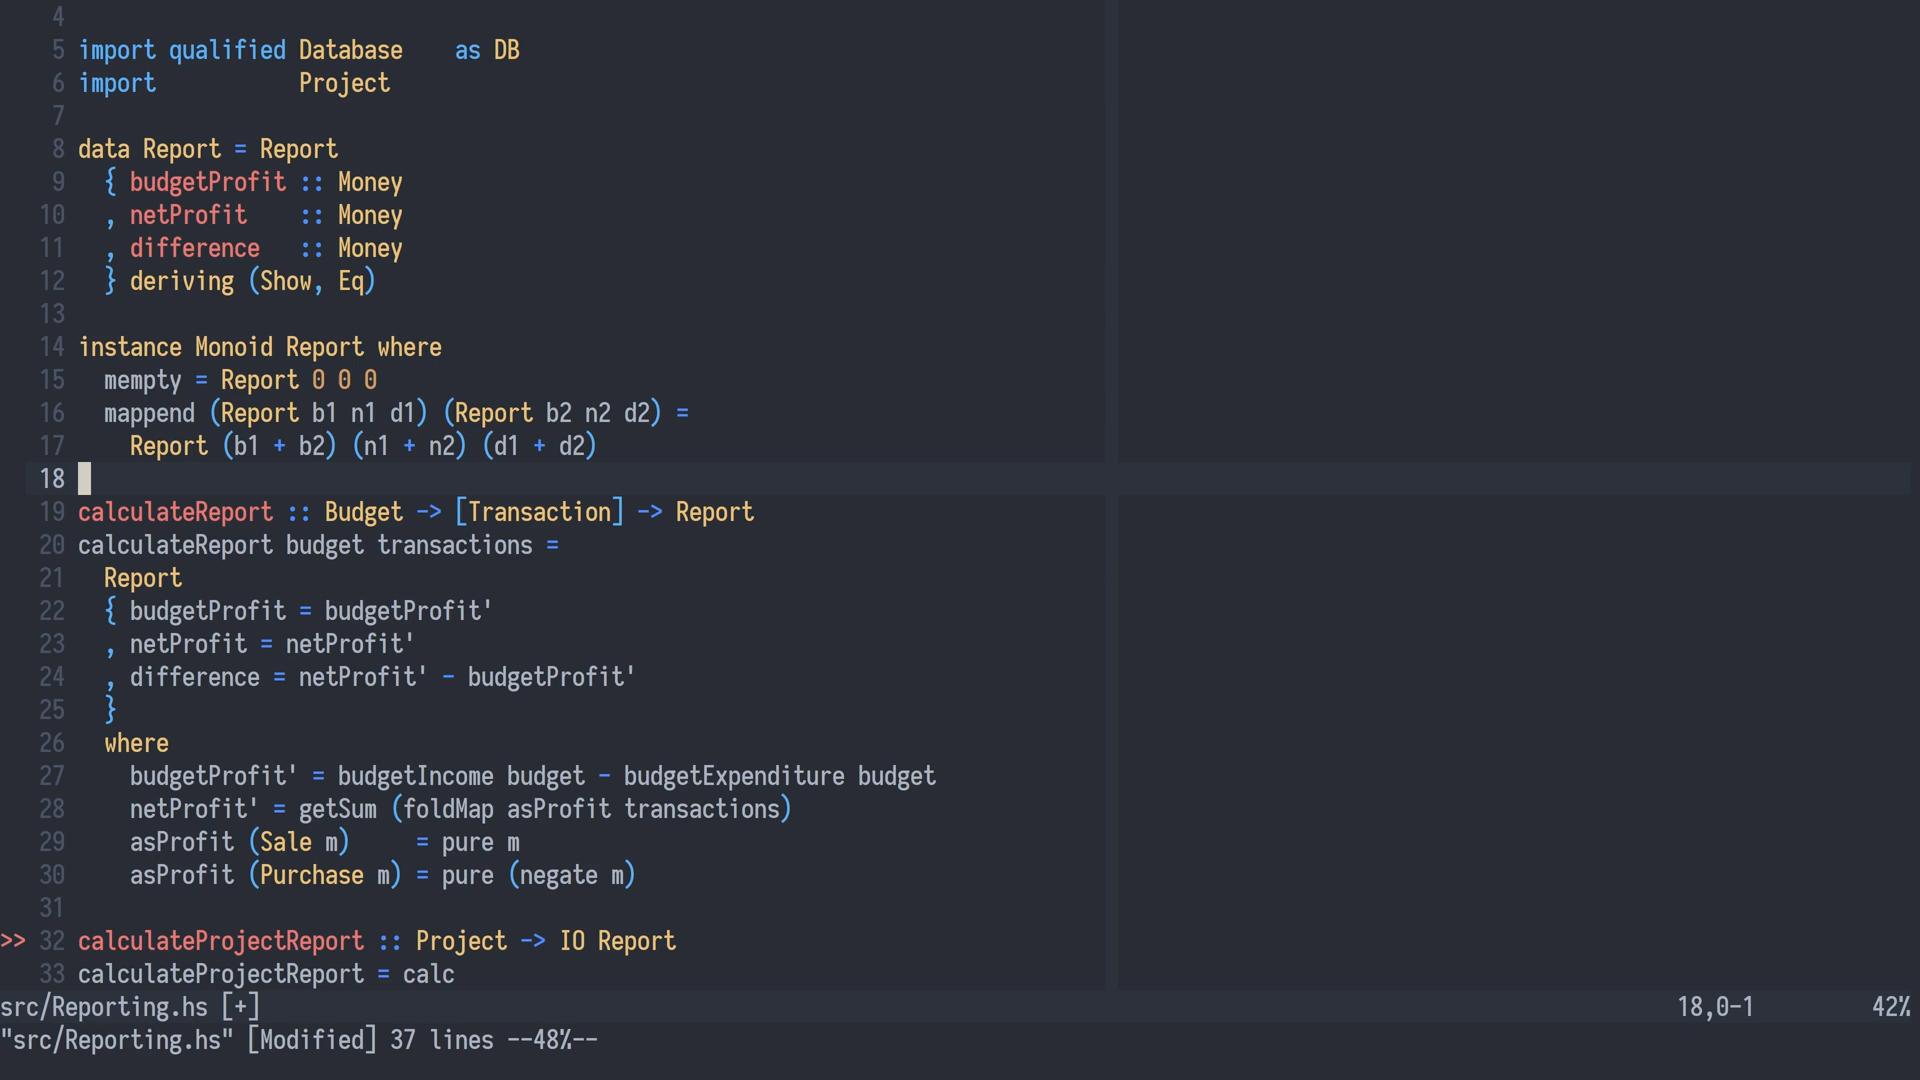 4
5 import qualified Database    as DB
6 import           Project
7
8 data Report = Report
9   { budgetProfit :: Money
10   , netProfit    :: Money
11   , difference   :: Money
12   } deriving (Show, Eq)
13
14 instance Monoid Report where
15   mempty = Report 0 0 0
16   mappend (Report b1 n1 d1) (Report b2 n2 d2) =
17     Report (b1 + b2) (n1 + n2) (d1 + d2)
18
19 calculateReport :: Budget -> [Transaction] -> Report
20 calculateReport budget transactions =
21   Report
22   { budgetProfit = budgetProfit'
23   , netProfit = netProfit'
24   , difference = netProfit' - budgetProfit'
25   }
26   where
27     budgetProfit' = budgetIncome budget - budgetExpenditure budget
28     netProfit' = getSum (foldMap asProfit transactions)
29     asProfit (Sale m)     = pure m
30     asProfit (Purchase m) = pure (negate m)
31
>> 32 calculateProjectReport :: Project -> IO Report
33 calculateProjectReport = calc
src/Reporting.hs [+] 18,0-1 42%
"src/Reporting.hs" [Modified] 37 lines --48%--